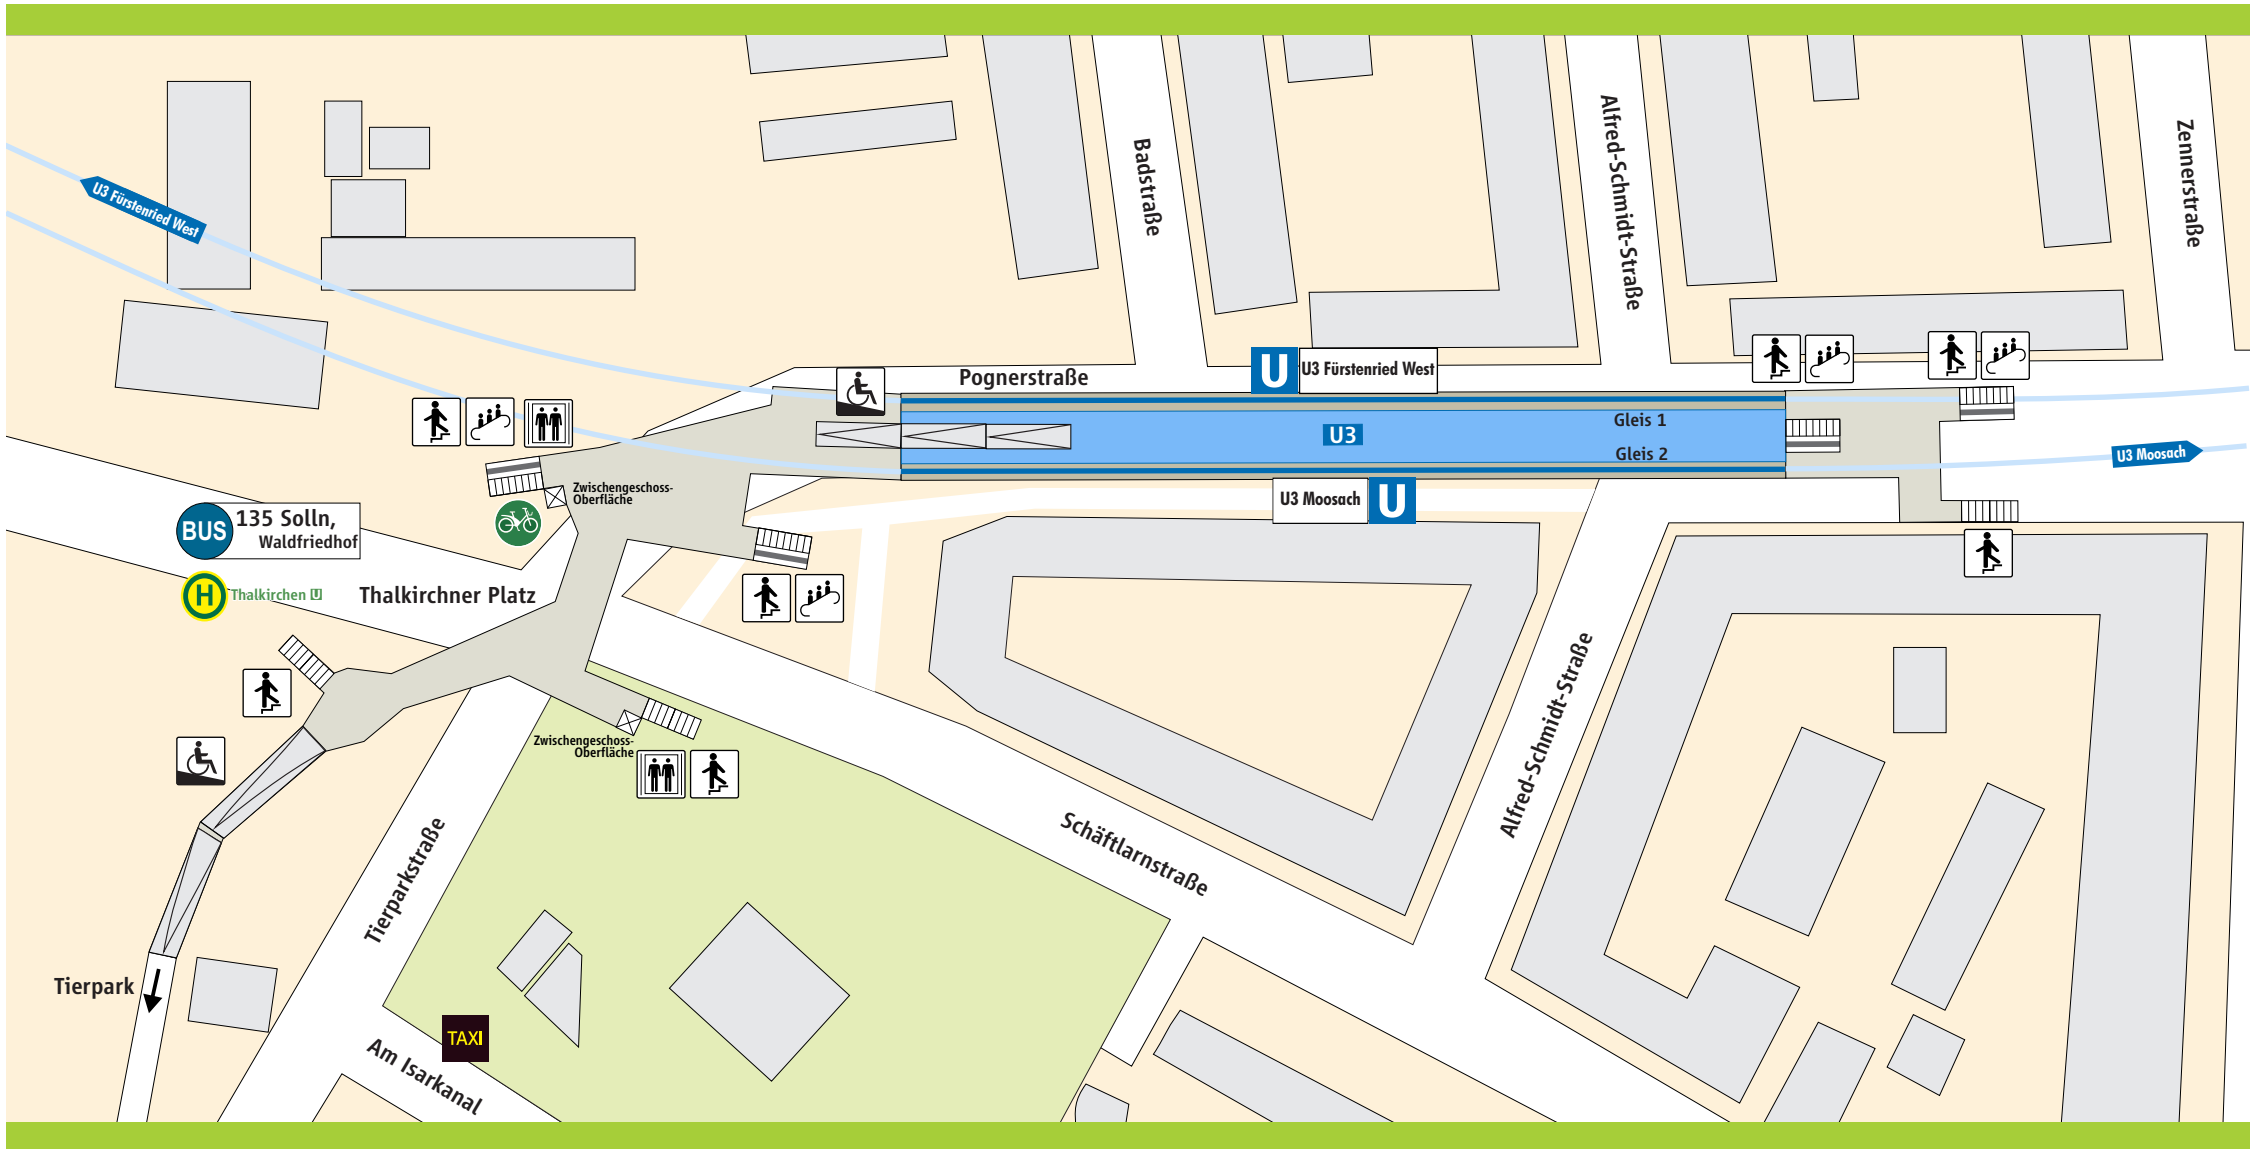 Badstraße
Alfred-Schmidt-Straße
Zennerstraße
U3 Fürstenried West
Pognerstraße
U
U3 Fürstenried West
Gleis 1
U3
Gleis 2
U3 Moosach
U3 Moosach
U
Zwischengeschoss-
Oberfläche
BUS
135 Solln,
Waldfriedhof
H
Thalkirchen U
Thalkirchner Platz
Zwischengeschoss-
Oberfläche
Alfred-Schmidt-Straße
Schäftlarnstraße
Tierparkstraße
Tierpark
TAXI
Am Isarkanal